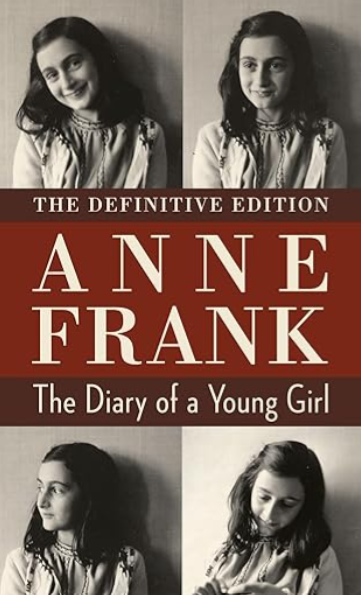 THE DEFINITIVE EDITION
ANNE
FRANK
The Diary of a Young Girl